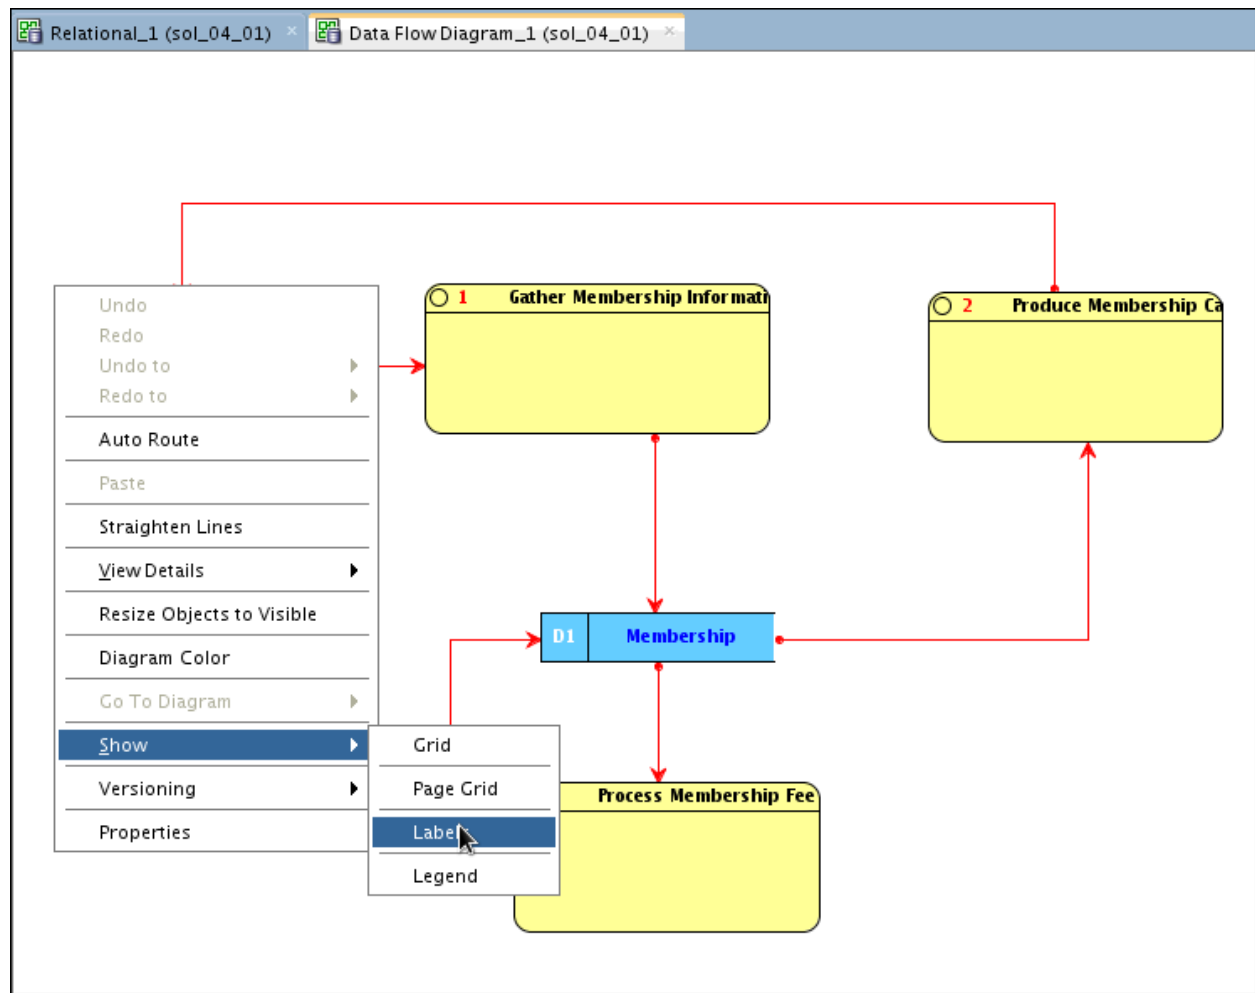 Relational_1 (sol_04_01)
Data Flow Diagram_1 (sol_04_01)
1 Gather Membership Informati
2 Produce Membership Ca
Undo
Redo
Undo to
Redo to
Auto Route
Paste
Straighten Lines
View Details
Resize Objects to Visible
Diagram Color
Go To Diagram
Show
Versioning
Properties
Grid
Page Grid
Labels
Legend
D1 Membership
Process Membership Fee